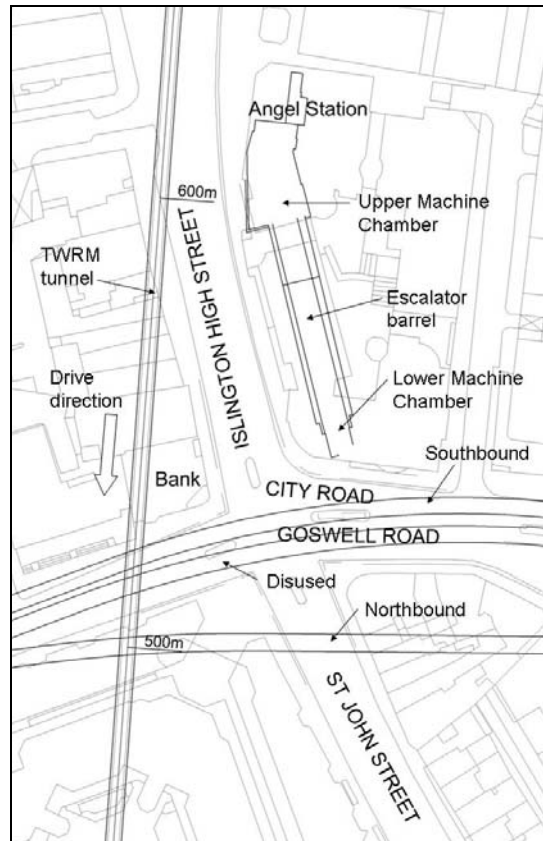 Angel Station
600m
Upper Machine
Chamber
TWRM
tunnel
ISLINGTON HIGH STREET
Escalator
barrel
Drive
direction
Lower Machine
Chamber
Southbound
Bank
CITY ROAD
GOSWELL ROAD
Disused
Northbound
500m
ST JOHN STREET